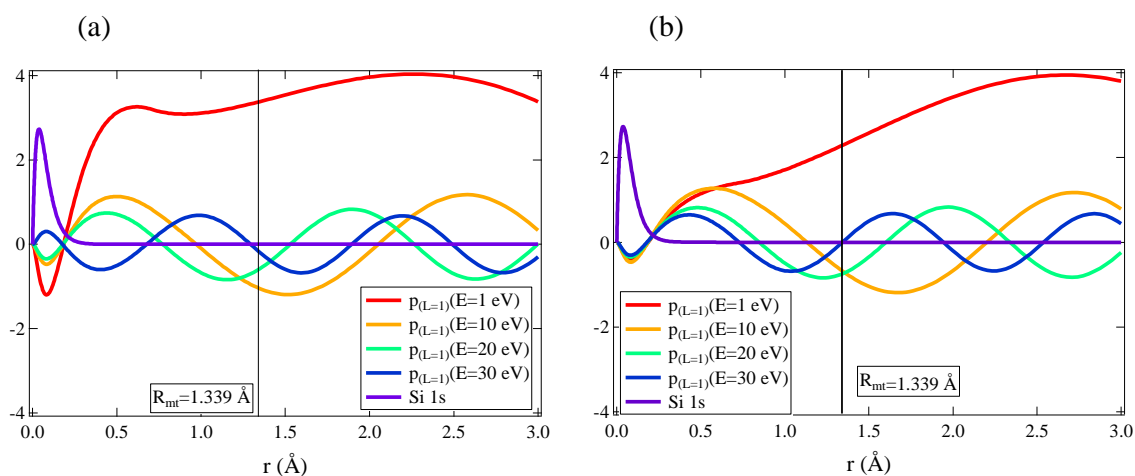 (a)
4
2
0
-2
-4
p(L=1)(E=1 eV)
p(L=1)(E=10 eV)
p(L=1)(E=20 eV)
p(L=1)(E=30 eV)
Si 1s
Rmt=1.339 Å
0.0 0.5 1.0 1.5 2.0 2.5 3.0
r (Å)
(b)
4
2
0
-2
-4
p(L=1)(E=1 eV)
p(L=1)(E=10 eV)
p(L=1)(E=20 eV)
p(L=1)(E=30 eV)
Si 1s
Rmt=1.339 Å
0.0 0.5 1.0 1.5 2.0 2.5 3.0
r (Å)